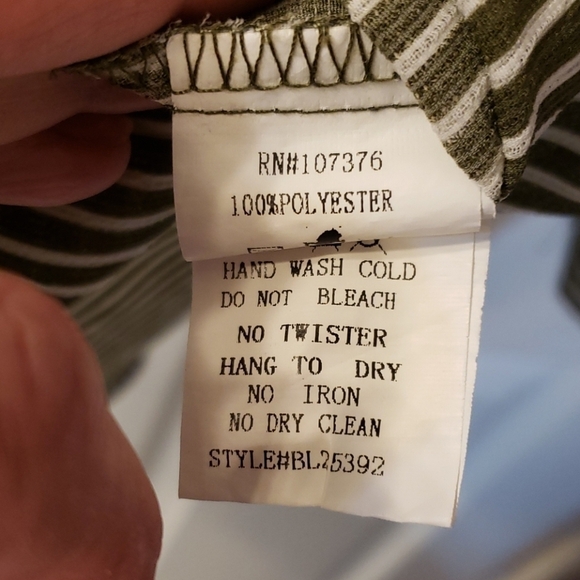 RN#107376
100%POLYESTER
HAND WASH COLD
DO NOT BLEACH
NO TWISTER
HANG TO DRY
NO IRON
NO DRY CLEAN
STYLE#BL25392